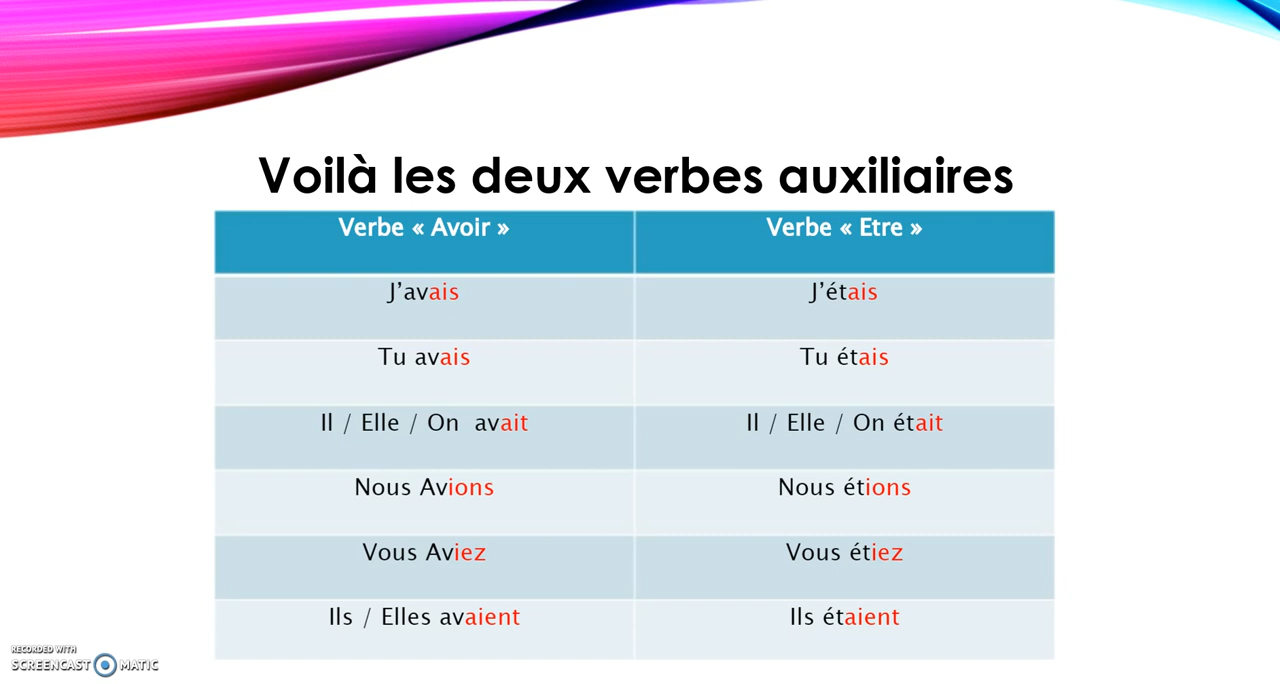 Voilà les deux verbes auxiliaires
Verbe « Avoir » Verbe « Etre »
J’avais J’étais
Tu avais Tu étais
Il / Elle / On avait Il / Elle / On était
Nous Avions Nous étions
Vous Aviez Vous étiez
Ils / Elles avaient Ils étaient
RECORDED WITH
SCREENCAST MATIC